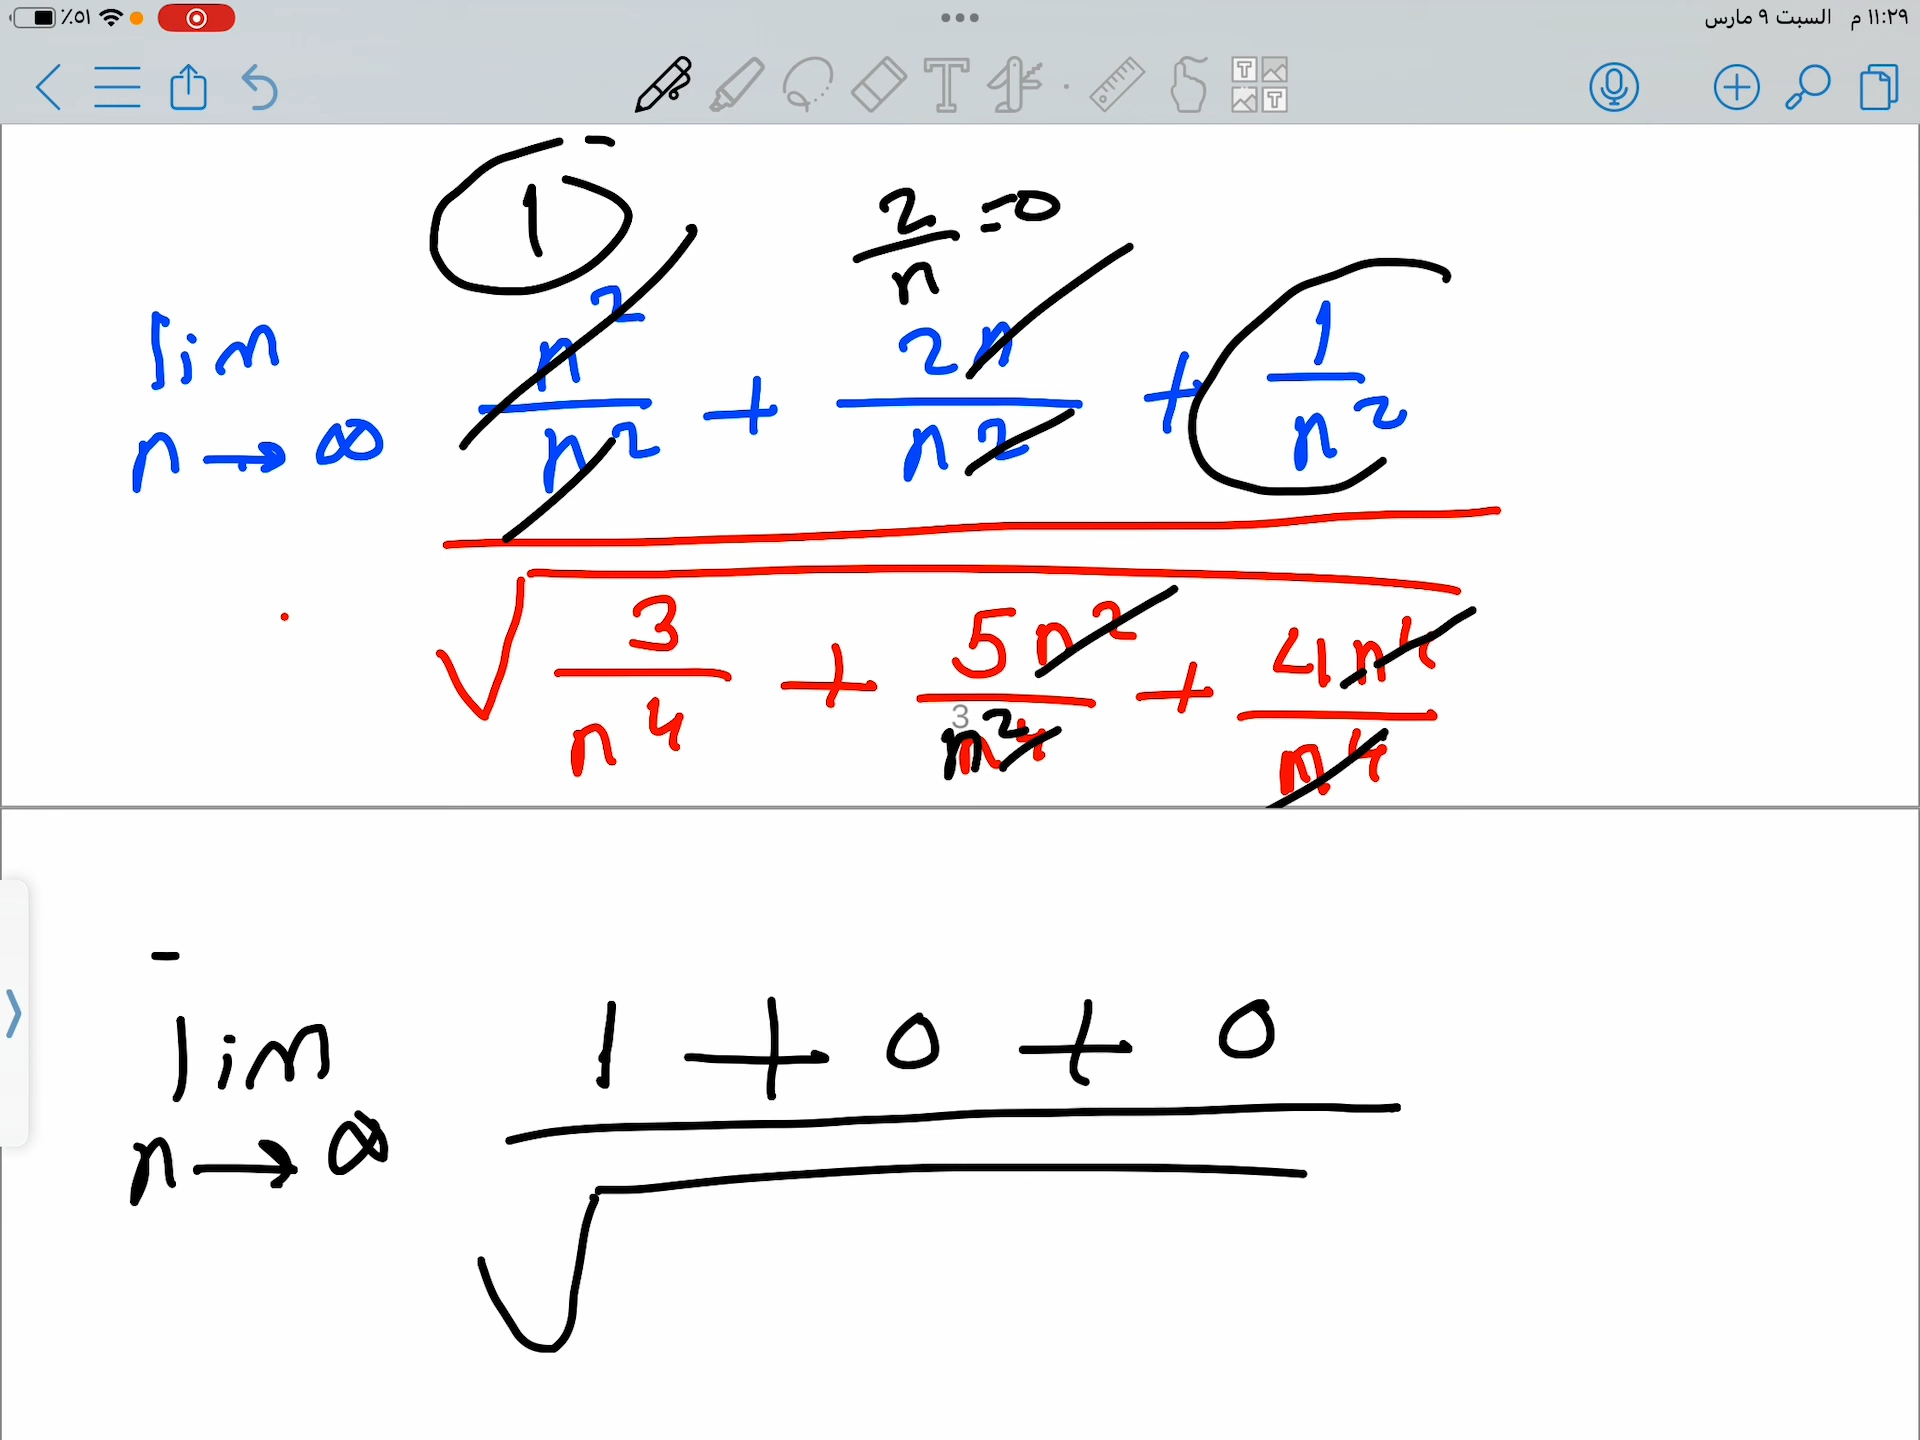 ٥١٪
١١:٢٩ م السبت ٩ مارس
1
2/n = 0
lim n→∞ n²/n² + 2n/n² + 1/n²
√ 3/n⁴ + 5n²/n⁴ + 4n⁴/n⁴
n²
3
lim n→∞ 1 + 0 + 0
√